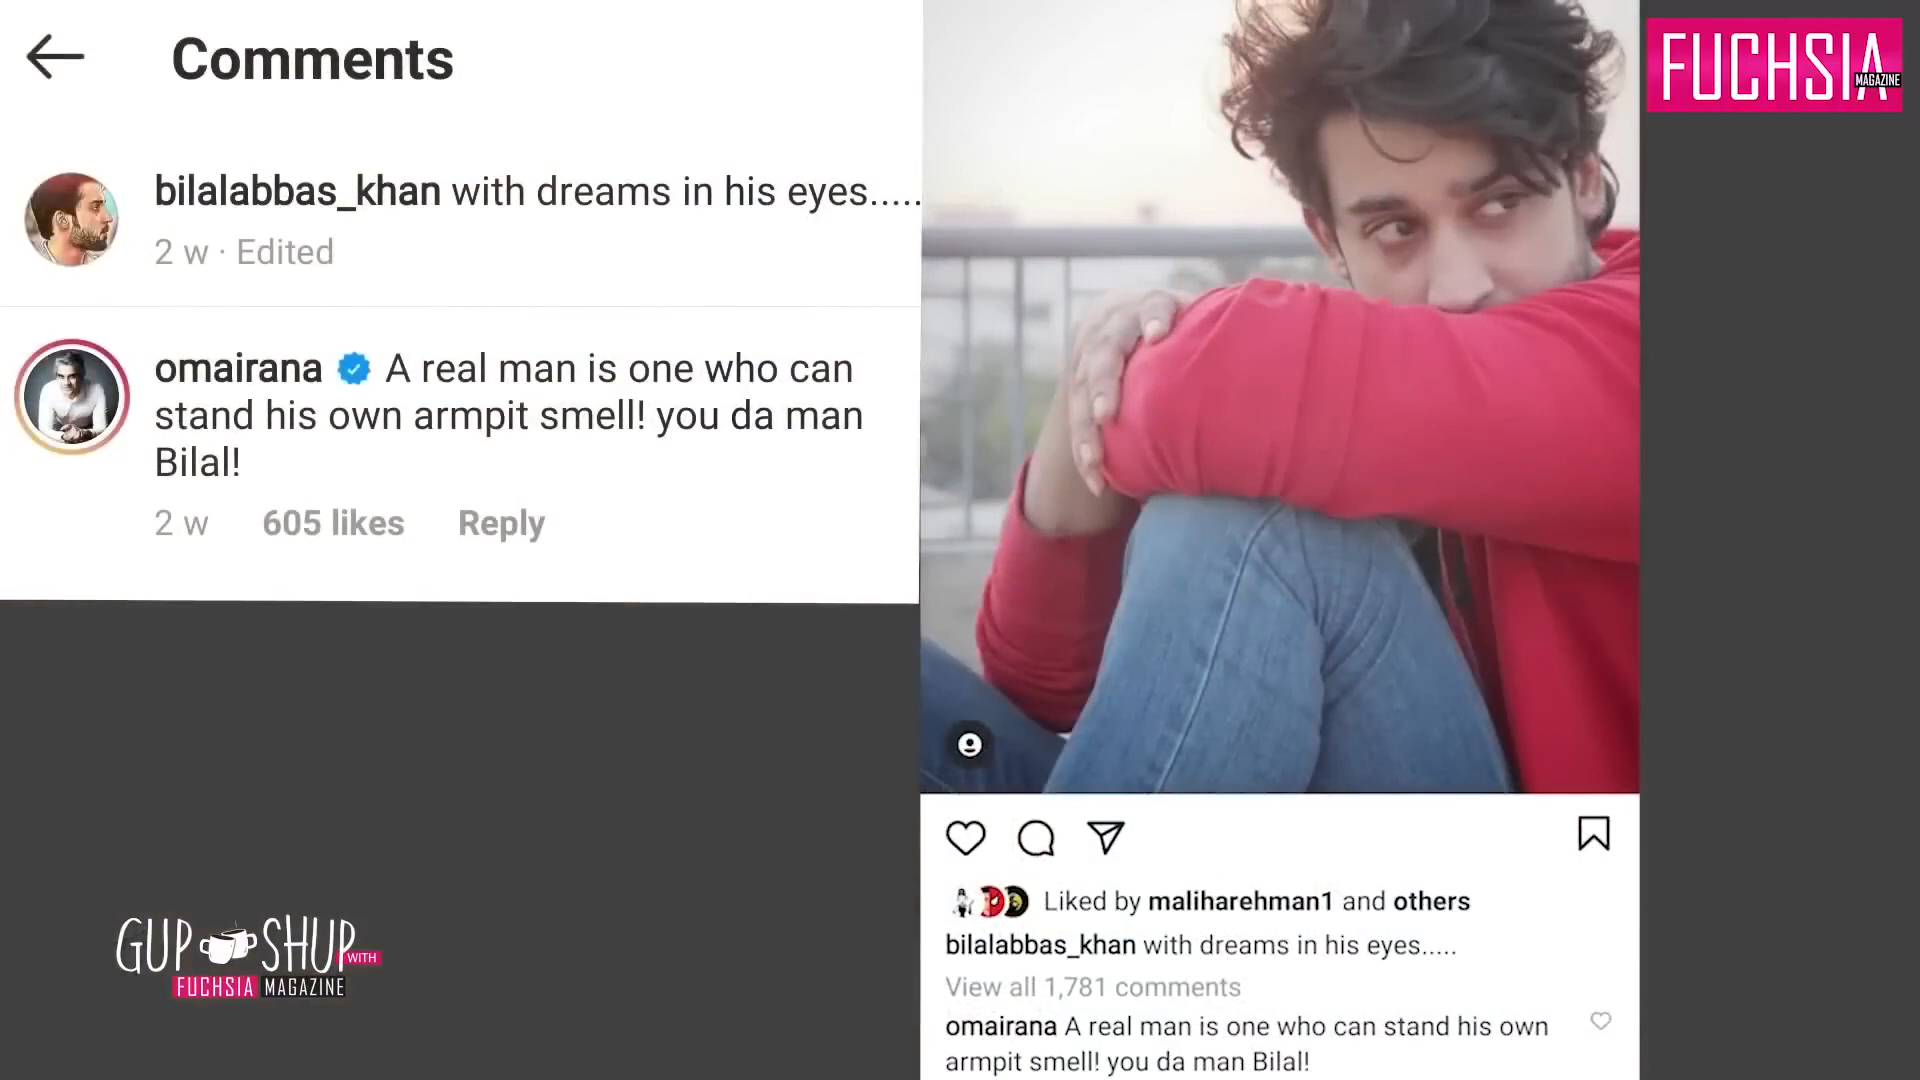 Comments
bilalabbas_khan with dreams in his eyes.....
2 w · Edited
omairana A real man is one who can
stand his own armpit smell! you da man
Bilal!
2 w 605 likes Reply
FUCHSIA
MAGAZINE
Liked by maliharehman1 and others
bilalabbas_khan with dreams in his eyes.....
View all 1,781 comments
omairana A real man is one who can stand his own
armpit smell! you da man Bilal!
GUP SHUP
WITH
FUCHSIA MAGAZINE